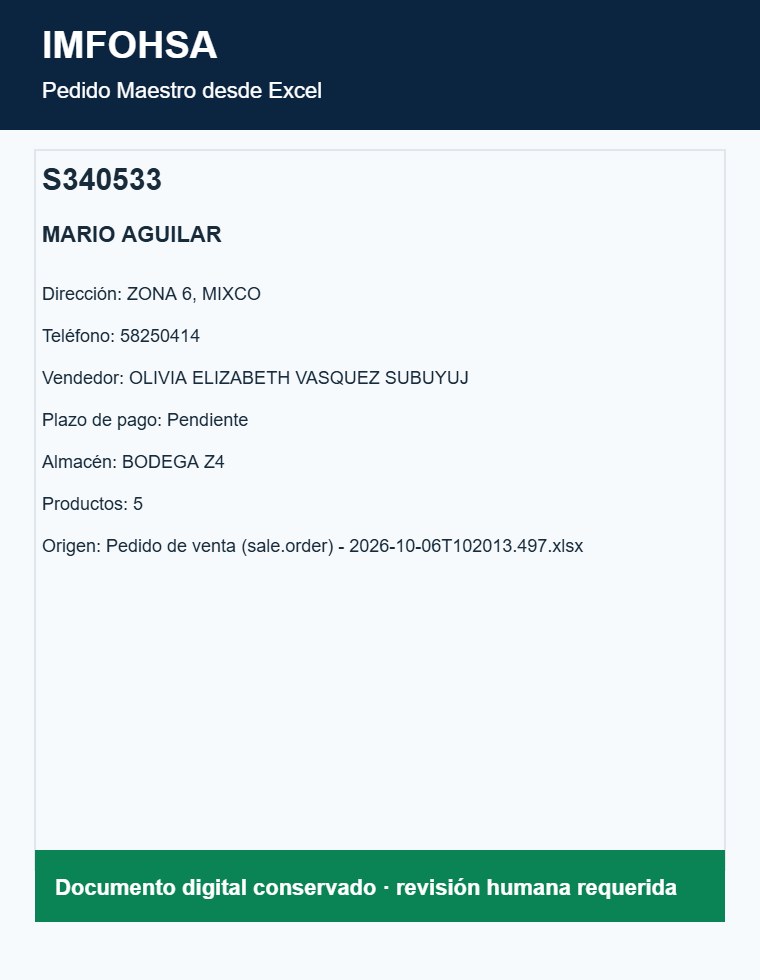 IMFOHSA
Pedido Maestro desde Excel
S340533
MARIO AGUILAR
Dirección: ZONA 6, MIXCO
Teléfono: 58250414
Vendedor: OLIVIA ELIZABETH VASQUEZ SUBUYUJ
Plazo de pago: Pendiente
Almacén: BODEGA Z4
Productos: 5
Origen: Pedido de venta (sale.order) - 2026-10-06T102013.497.xlsx
Documento digital conservado · revisión humana requerida